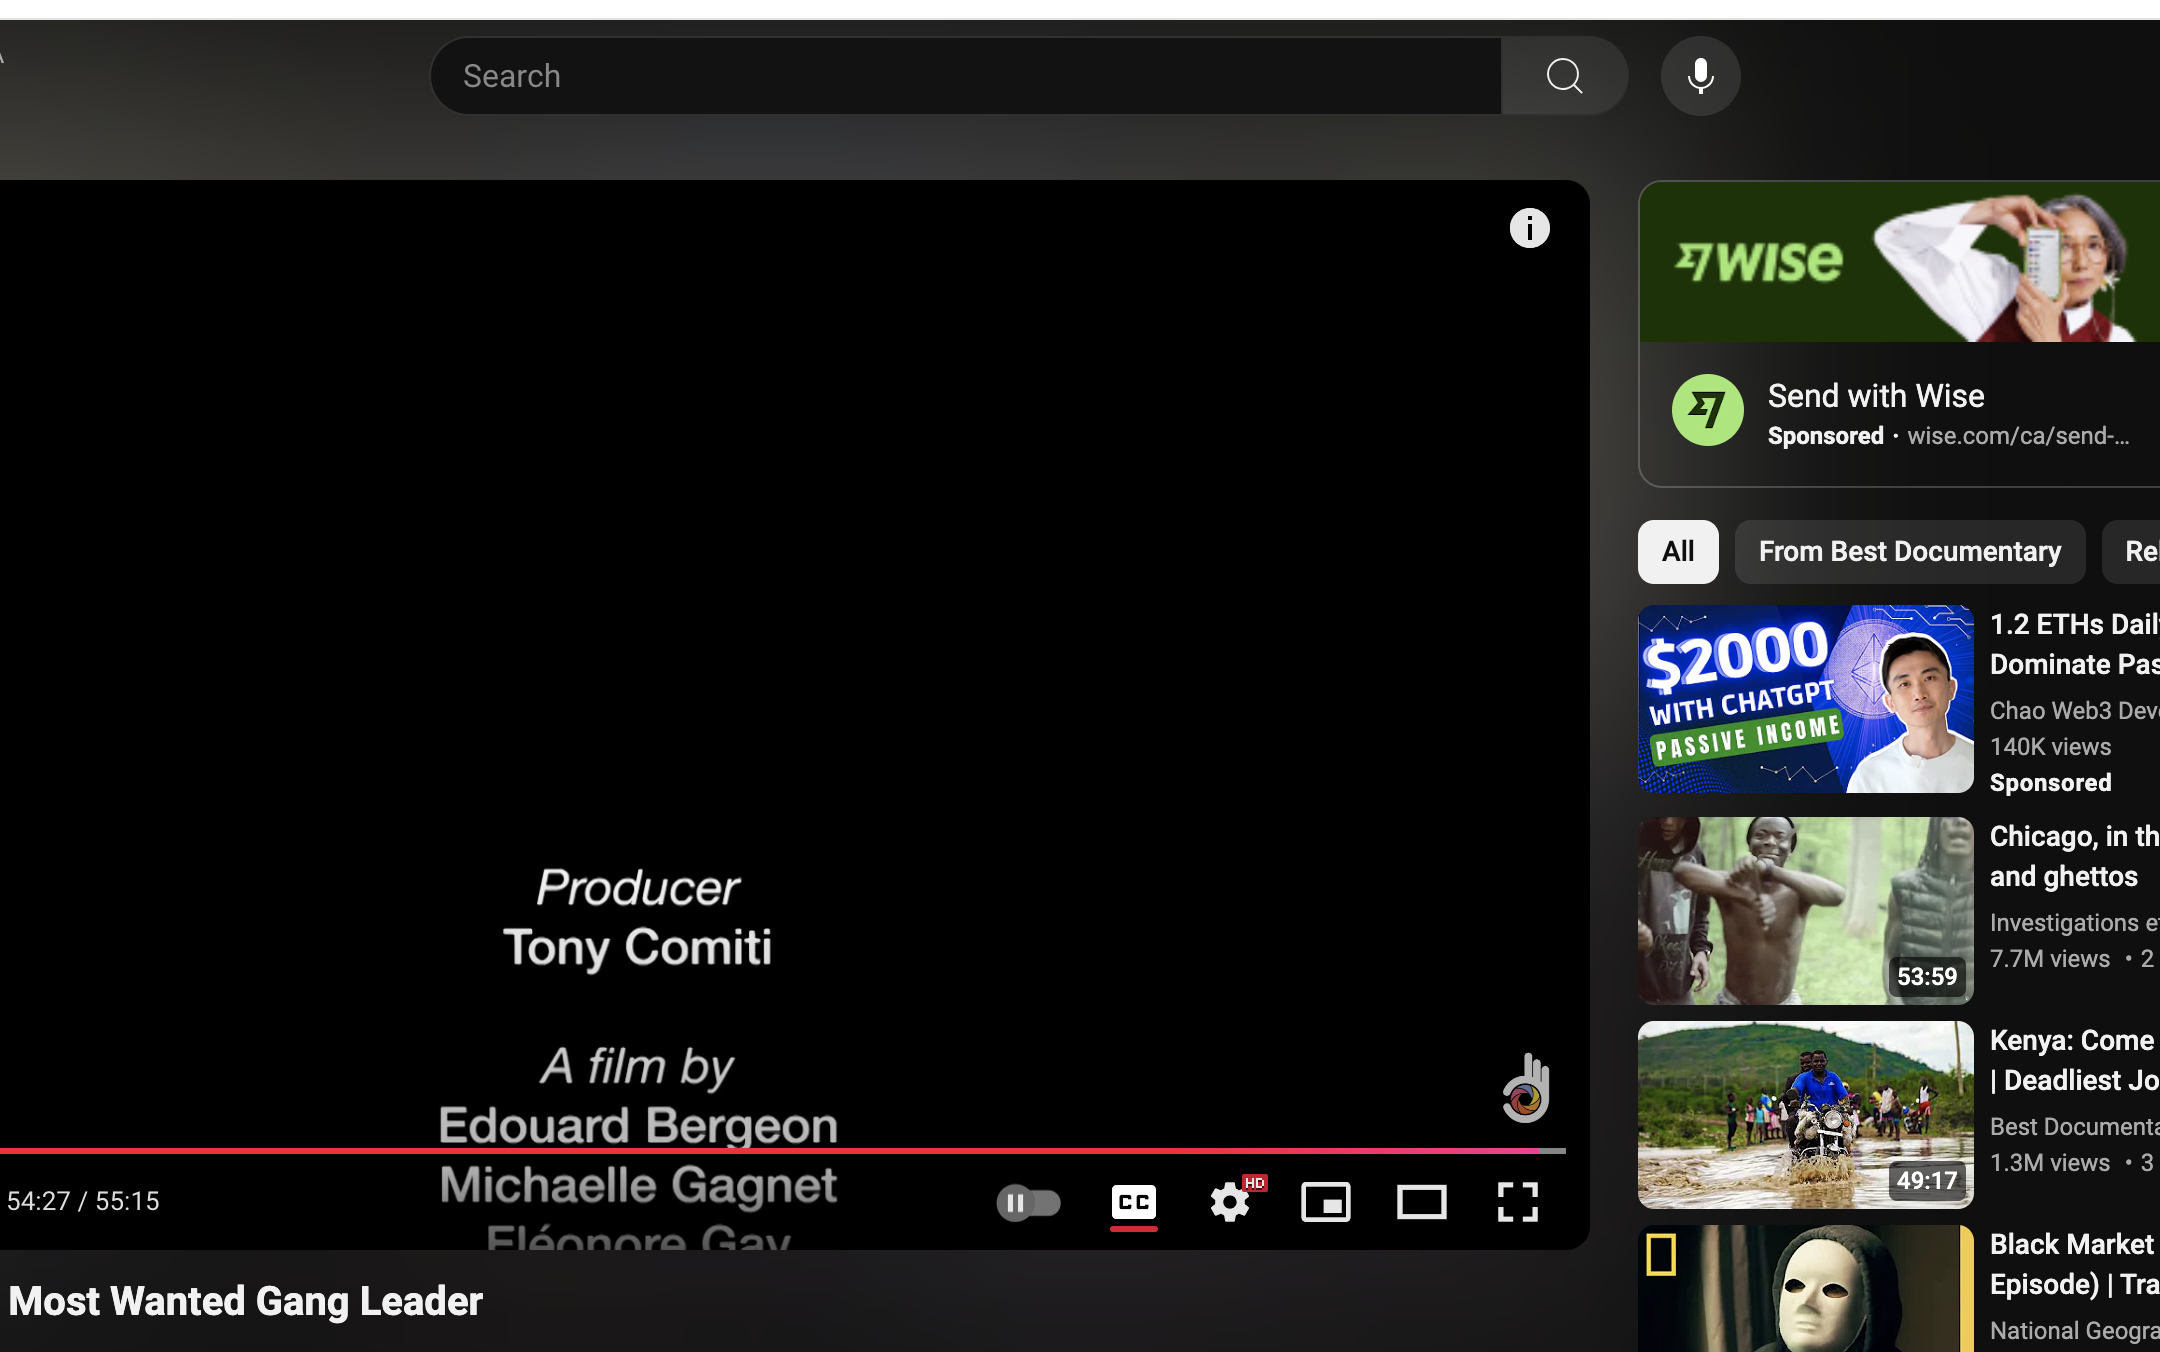 Search
Producer
Tony Comiti
A film by
Edouard Bergeon
Michaelle Gagnet
Eléonore Gay
54:27 / 55:15
CC
HD
Most Wanted Gang Leader
WISE
Send with Wise
Sponsored · wise.com/ca/send-...
All
From Best Documentary
Rel
$2000
WITH CHATGPT
PASSIVE INCOME
1.2 ETHs Dail
Dominate Pas
Chao Web3 Dev
140K views
Sponsored
53:59
Chicago, in th
and ghettos
Investigations e
7.7M views • 2
49:17
Kenya: Come
| Deadliest Jo
Best Documenta
1.3M views • 3
Black Market
Episode) | Tra
National Geogra